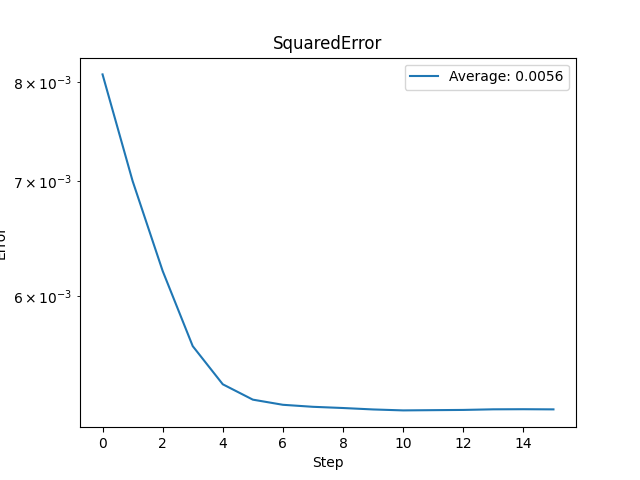 SquaredError
Average: 0.0056
8 × 10⁻³
7 × 10⁻³
6 × 10⁻³
Error
0 2 4 6 8 10 12 14
Step